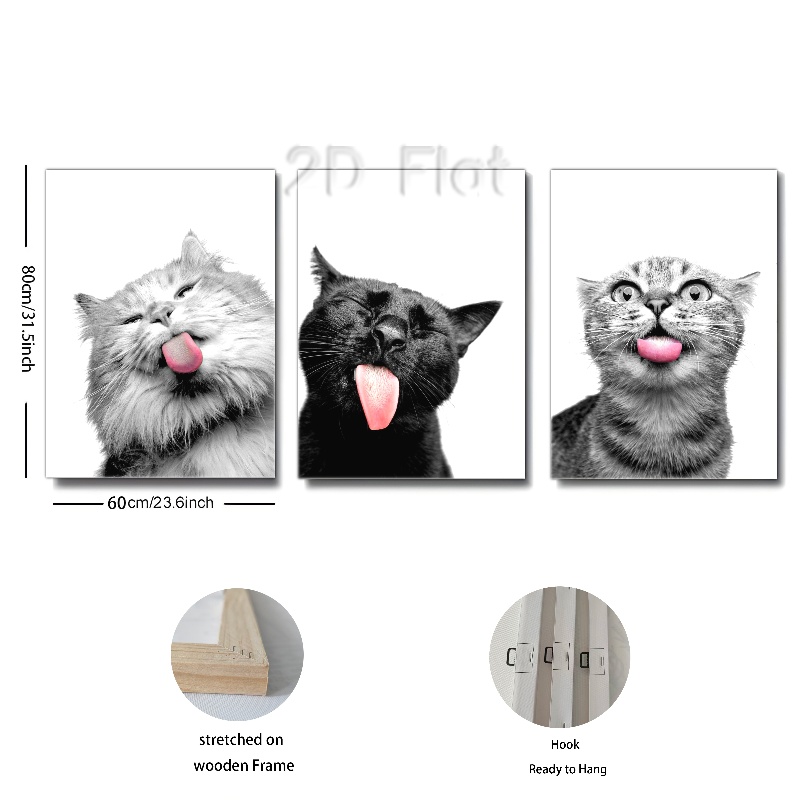 2D Flat
80cm/31.5inch
60cm/23.6inch
stretched on
wooden Frame
Hook
Ready to Hang